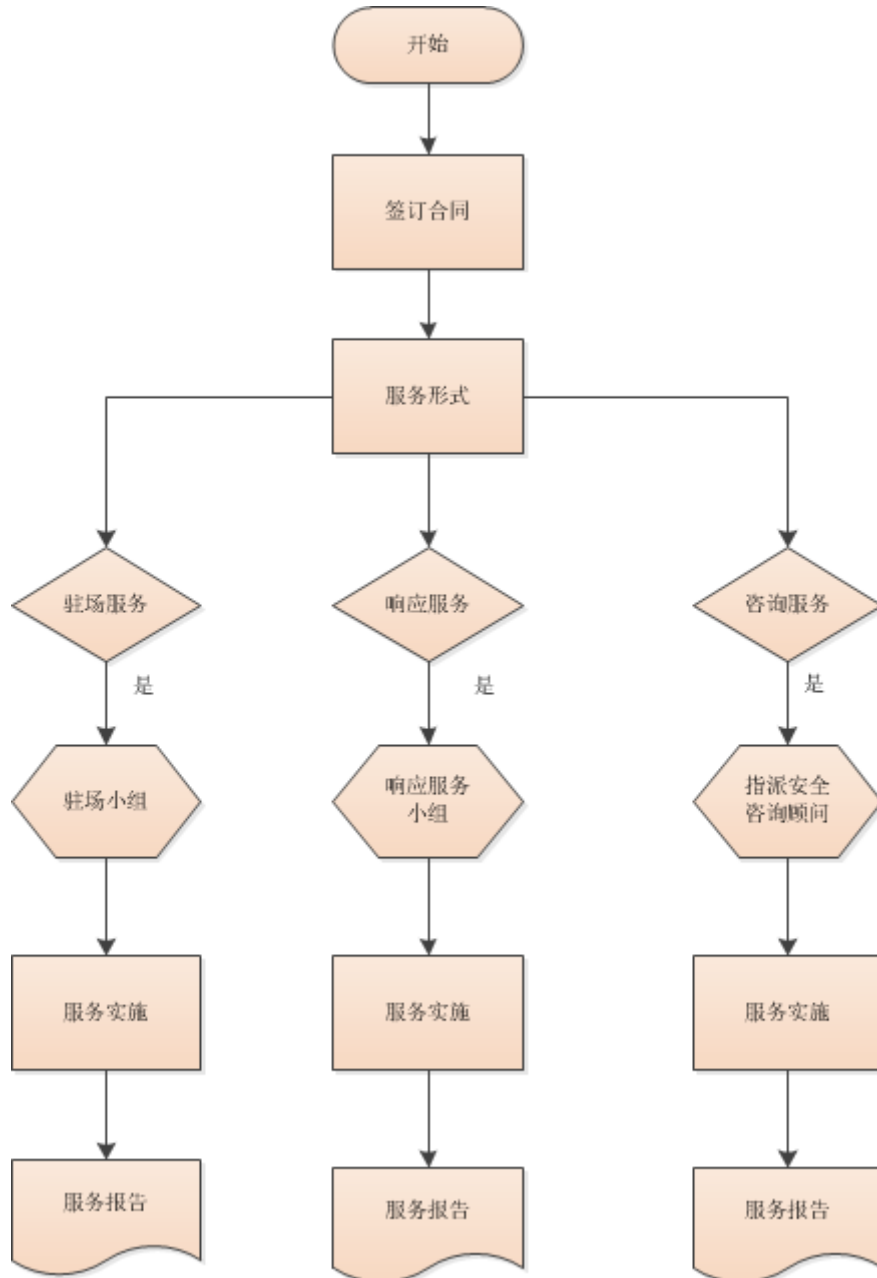 开始
签订合同
服务形式
驻场服务
响应服务
咨询服务
是
是
是
驻场小组
响应服务
小组
指派安全
咨询顾问
服务实施
服务实施
服务实施
服务报告
服务报告
服务报告